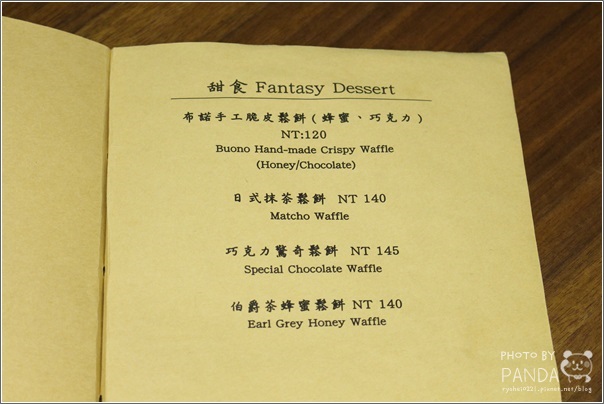 甜食 Fantasy Dessert
布諾手工脆皮鬆餅(蜂蜜、巧克力)
NT:120
Buono Hand-made Crispy Waffle
(Honey/Chocolate)
日式抹茶鬆餅 NT 140
Matcho Waffle
巧克力驚奇鬆餅 NT 145
Special Chocolate Waffle
伯爵茶蜂蜜鬆餅 NT 140
Earl Grey Honey Waffle
PHOTO BY
PANDA